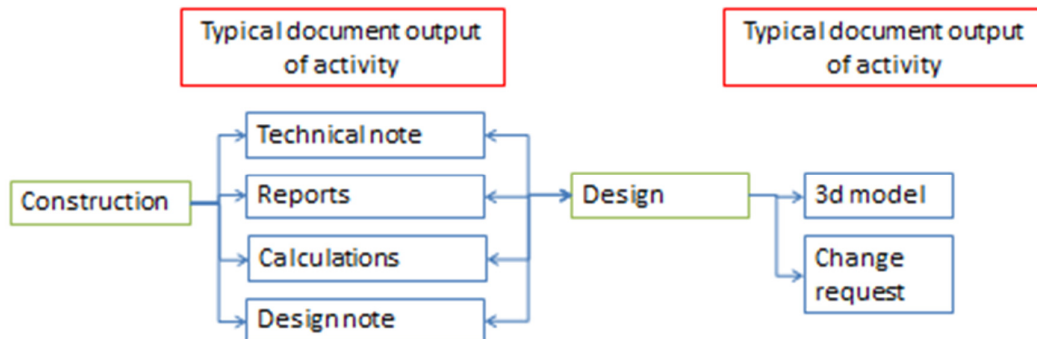 Typical document output
of activity
Typical document output
of activity
Technical note
Construction
Reports
Design
3d model
Calculations
Change
request
Design note